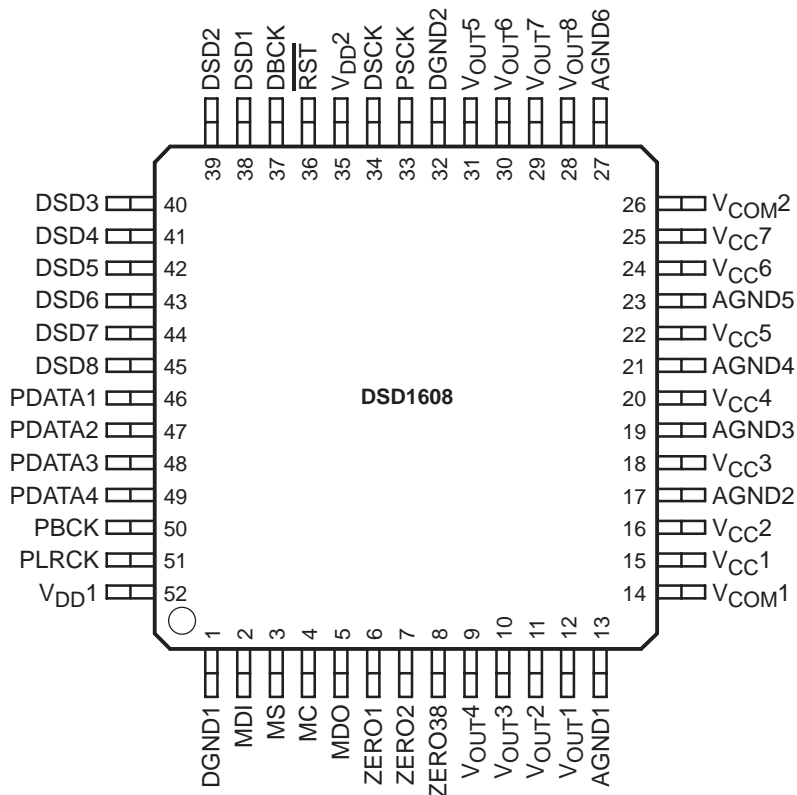 DSD2
DSD1
DBCK
RST
VDD2
DSCK
PSCK
DGND2
VOUT5
VOUT6
VOUT7
VOUT8
AGND6
39
38
37
36
35
34
33
32
31
30
29
28
27
DSD3 40
DSD4 41
DSD5 42
DSD6 43
DSD7 44
DSD8 45
PDATA1 46
PDATA2 47
PDATA3 48
PDATA4 49
PBCK 50
PLRCK 51
VDD1 52
DSD1608
26 VCOM2
25 VCC7
24 VCC6
23 AGND5
22 VCC5
21 AGND4
20 VCC4
19 AGND3
18 VCC3
17 AGND2
16 VCC2
15 VCC1
14 VCOM1
1
2
3
4
5
6
7
8
9
10
11
12
13
DGND1
MDI
MS
MC
MDO
ZERO1
ZERO2
ZERO38
VOUT4
VOUT3
VOUT2
VOUT1
AGND1